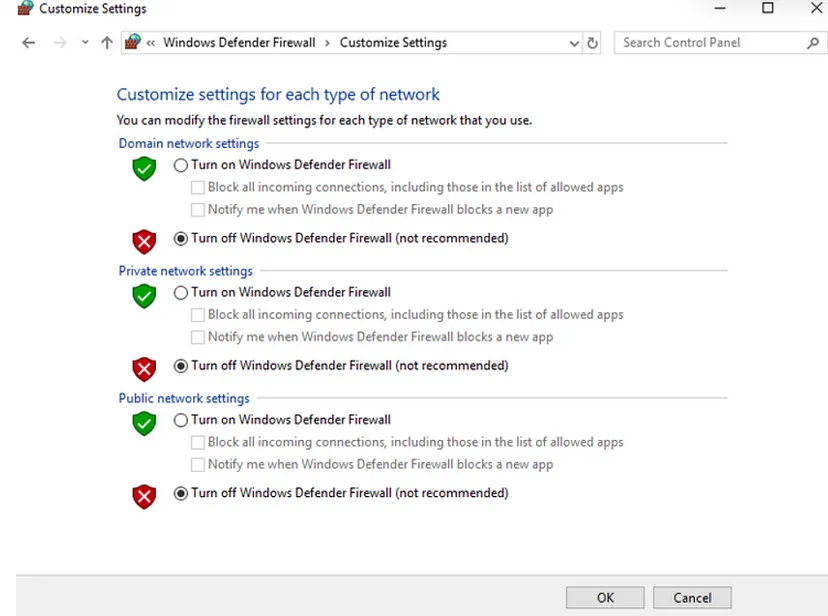 Customize Settings
« Windows Defender Firewall › Customize Settings
Search Control Panel
Customize settings for each type of network
You can modify the firewall settings for each type of network that you use.
Domain network settings
Turn on Windows Defender Firewall
Block all incoming connections, including those in the list of allowed apps
Notify me when Windows Defender Firewall blocks a new app
Turn off Windows Defender Firewall (not recommended)
Private network settings
Turn on Windows Defender Firewall
Block all incoming connections, including those in the list of allowed apps
Notify me when Windows Defender Firewall blocks a new app
Turn off Windows Defender Firewall (not recommended)
Public network settings
Turn on Windows Defender Firewall
Block all incoming connections, including those in the list of allowed apps
Notify me when Windows Defender Firewall blocks a new app
Turn off Windows Defender Firewall (not recommended)
OK Cancel